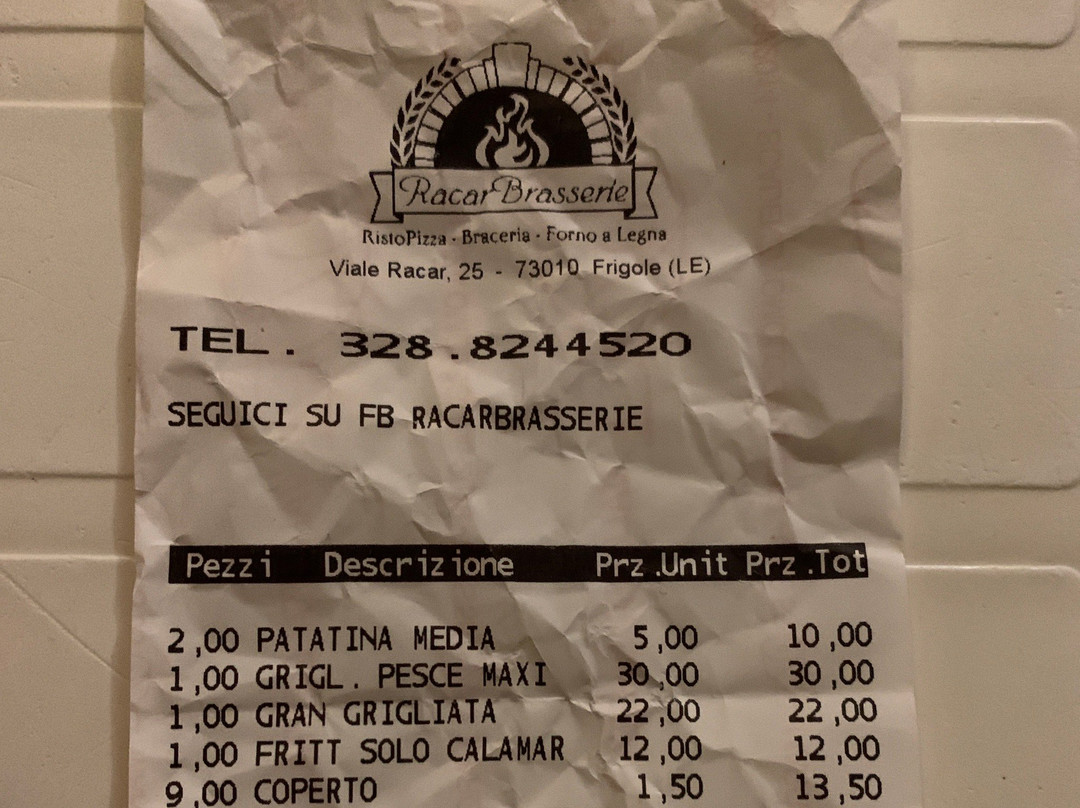 Racar Brasserie
RistoPizza - Braceria - Forno a Legna
Viale Racar, 25 - 73010 Frigole (LE)
TEL. 328.8244520
SEGUICI SU FB RACARBRASSERIE
Pezzi Descrizione Prz.Unit Prz.Tot
2,00 PATATINA MEDIA 5,00 10,00
1,00 GRIGL. PESCE MAXI 30,00 30,00
1,00 GRAN GRIGLIATA 22,00 22,00
1,00 FRITT SOLO CALAMAR 12,00 12,00
9,00 COPERTO 1,50 13,50